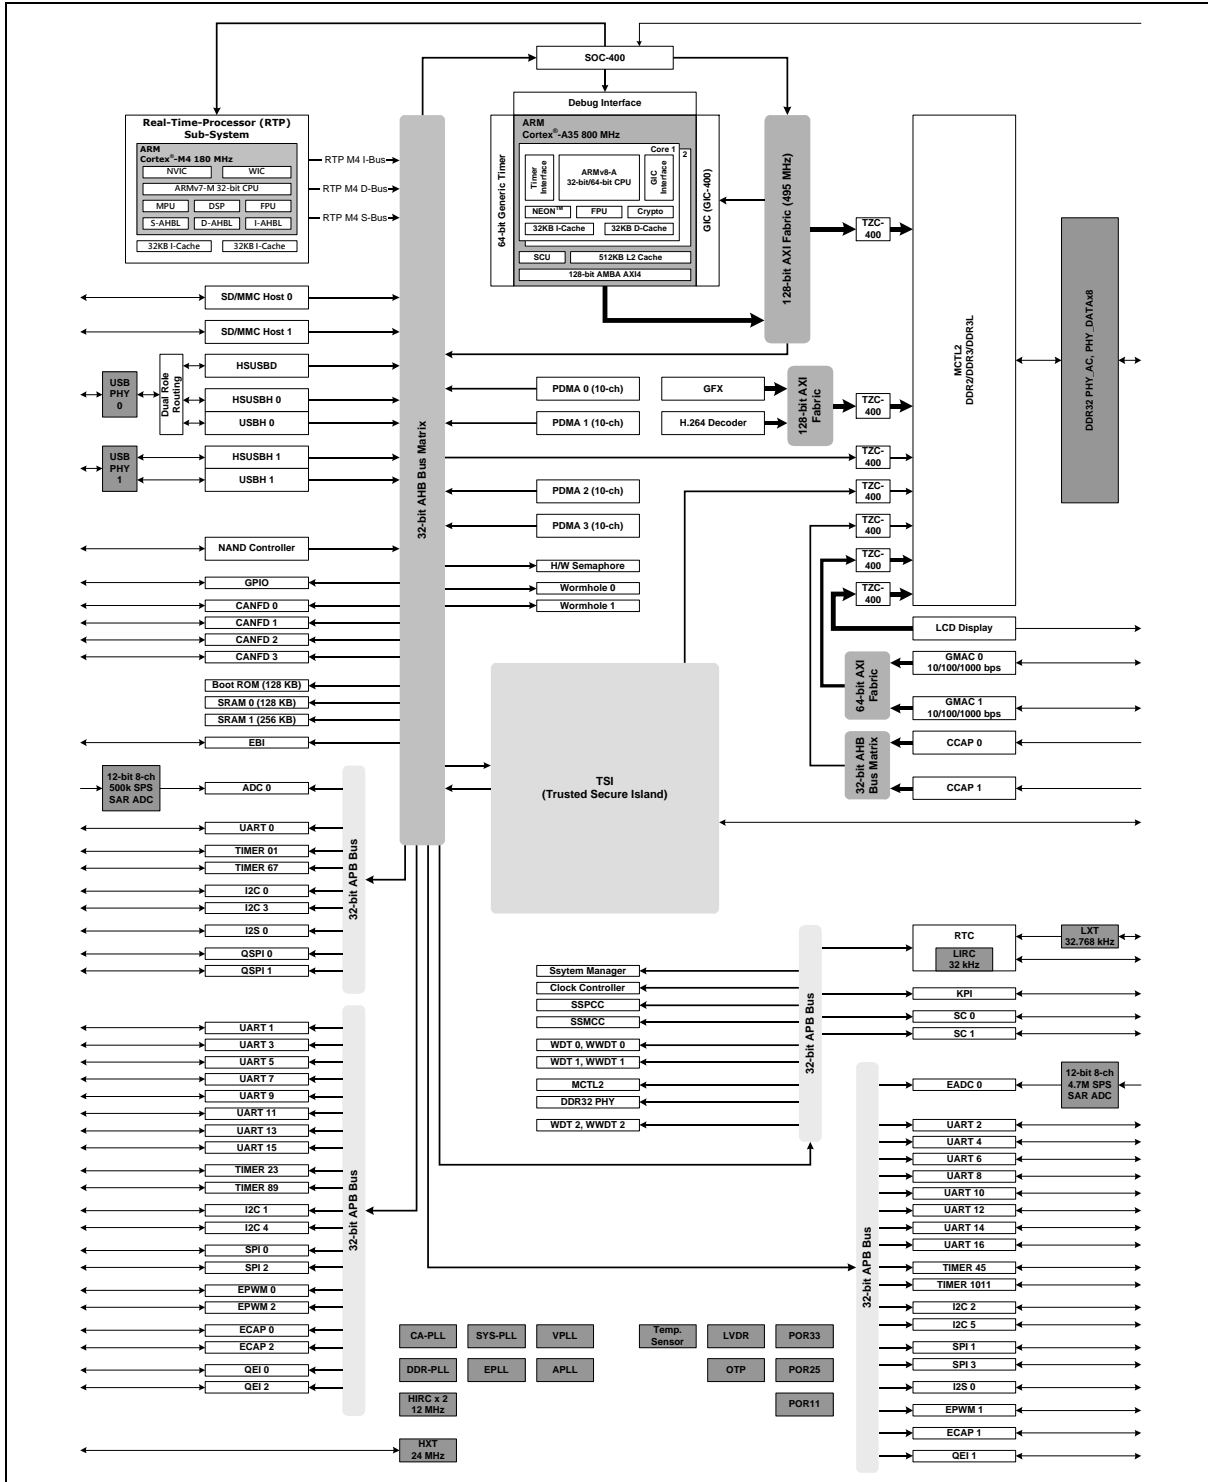 SOC-400
Debug Interface
Real-Time-Processor (RTP)
Sub-System
ARM
Cortex®-M4 180 MHz
NVIC
WIC
ARMv7-M 32-bit CPU
MPU
DSP
FPU
S-AHBL
D-AHBL
I-AHBL
32KB I-Cache
32KB I-Cache
RTP M4 I-Bus
RTP M4 D-Bus
RTP M4 S-Bus
32-bit AHB Bus Matrix
64-bit Generic Timer
ARM
Cortex®-A35 800 MHz
Core 1
2
Timer
Interface
ARMv8-A
32-bit/64-bit CPU
GIC
Interface
NEON™
FPU
Crypto
32KB I-Cache
32KB D-Cache
SCU
512KB L2 Cache
128-bit AMBA AXI4
GIC (GIC-400)
128-bit AXI Fabric (495 MHz)
TZC-
400
MCTL2
DDR2/DDR3/DDR3L
DDR32 PHY_AC, PHY_DATAx8
SD/MMC Host 0
SD/MMC Host 1
USB
PHY
0
Dual Role
Routing
HSUSBD
HSUSBH 0
USBH 0
USB
PHY
1
HSUSBH 1
USBH 1
PDMA 0 (10-ch)
PDMA 1 (10-ch)
GFX
H.264 Decoder
128-bit AXI
Fabric
TZC-
400
TZC-
400
PDMA 2 (10-ch)
TZC-
400
PDMA 3 (10-ch)
TZC-
400
NAND Controller
H/W Semaphore
TZC-
400
GPIO
Wormhole 0
TZC-
400
CANFD 0
Wormhole 1
CANFD 1
CANFD 2
CANFD 3
LCD Display
64-bit AXI
Fabric
GMAC 0
10/100/1000 bps
GMAC 1
10/100/1000 bps
Boot ROM (128 KB)
SRAM 0 (128 KB)
SRAM 1 (256 KB)
EBI
32-bit AHB
Bus Matrix
CCAP 0
CCAP 1
TSI
(Trusted Secure Island)
12-bit 8-ch
500k SPS
SAR ADC
ADC 0
UART 0
TIMER 01
TIMER 67
I2C 0
I2C 3
I2S 0
QSPI 0
QSPI 1
32-bit APB Bus
Ssytem Manager
Clock Controller
SSPCC
SSMCC
WDT 0, WWDT 0
WDT 1, WWDT 1
MCTL2
DDR32 PHY
WDT 2, WWDT 2
32-bit APB Bus
RTC
LIRC
32 kHz
LXT
32.768 kHz
KPI
SC 0
SC 1
UART 1
UART 3
UART 5
UART 7
UART 9
UART 11
UART 13
UART 15
TIMER 23
TIMER 89
I2C 1
I2C 4
SPI 0
SPI 2
EPWM 0
EPWM 2
ECAP 0
ECAP 2
QEI 0
QEI 2
32-bit APB Bus
32-bit APB Bus
EADC 0
12-bit 8-ch
4.7M SPS
SAR ADC
UART 2
UART 4
UART 6
UART 8
UART 10
UART 12
UART 14
UART 16
TIMER 45
TIMER 1011
I2C 2
I2C 5
SPI 1
SPI 3
I2S 0
EPWM 1
ECAP 1
QEI 1
CA-PLL
SYS-PLL
VPLL
Temp.
Sensor
LVDR
POR33
DDR-PLL
EPLL
APLL
OTP
POR25
HIRC x 2
12 MHz
POR11
HXT
24 MHz